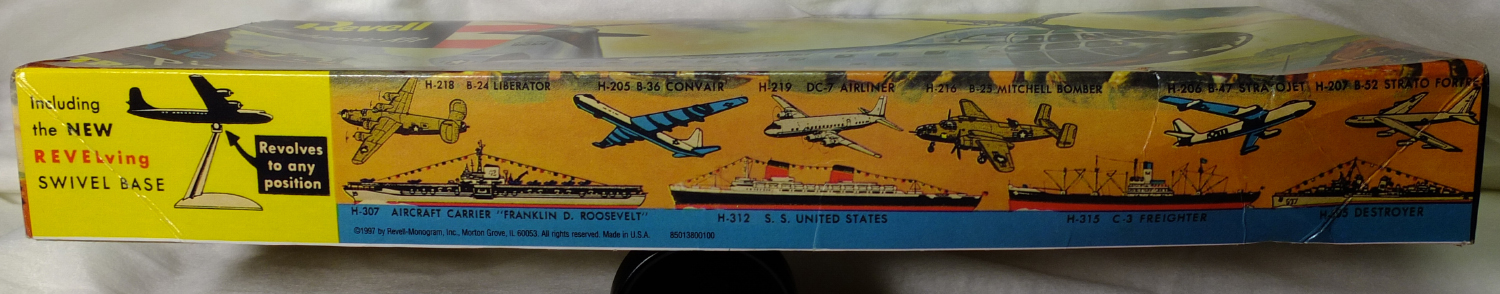 Revell
Including
the NEW
REVELving
SWIVEL BASE
Revolves
to any
position
H-218 B-24 LIBERATOR
H-205 B-36 CONVAIR
H-219 DC-7 AIRLINER
H-216 B-25 MITCHELL BOMBER
H-206 B-47 STRATOJET
H-207 B-52 STRATO FORTRESS
H-307 AIRCRAFT CARRIER "FRANKLIN D. ROOSEVELT"
H-312 S. S. UNITED STATES
H-315 C-3 FREIGHTER
DESTROYER
©1997 by Revell-Monogram, Inc., Morton Grove, IL 60053. All rights reserved. Made in U.S.A. 85013800100